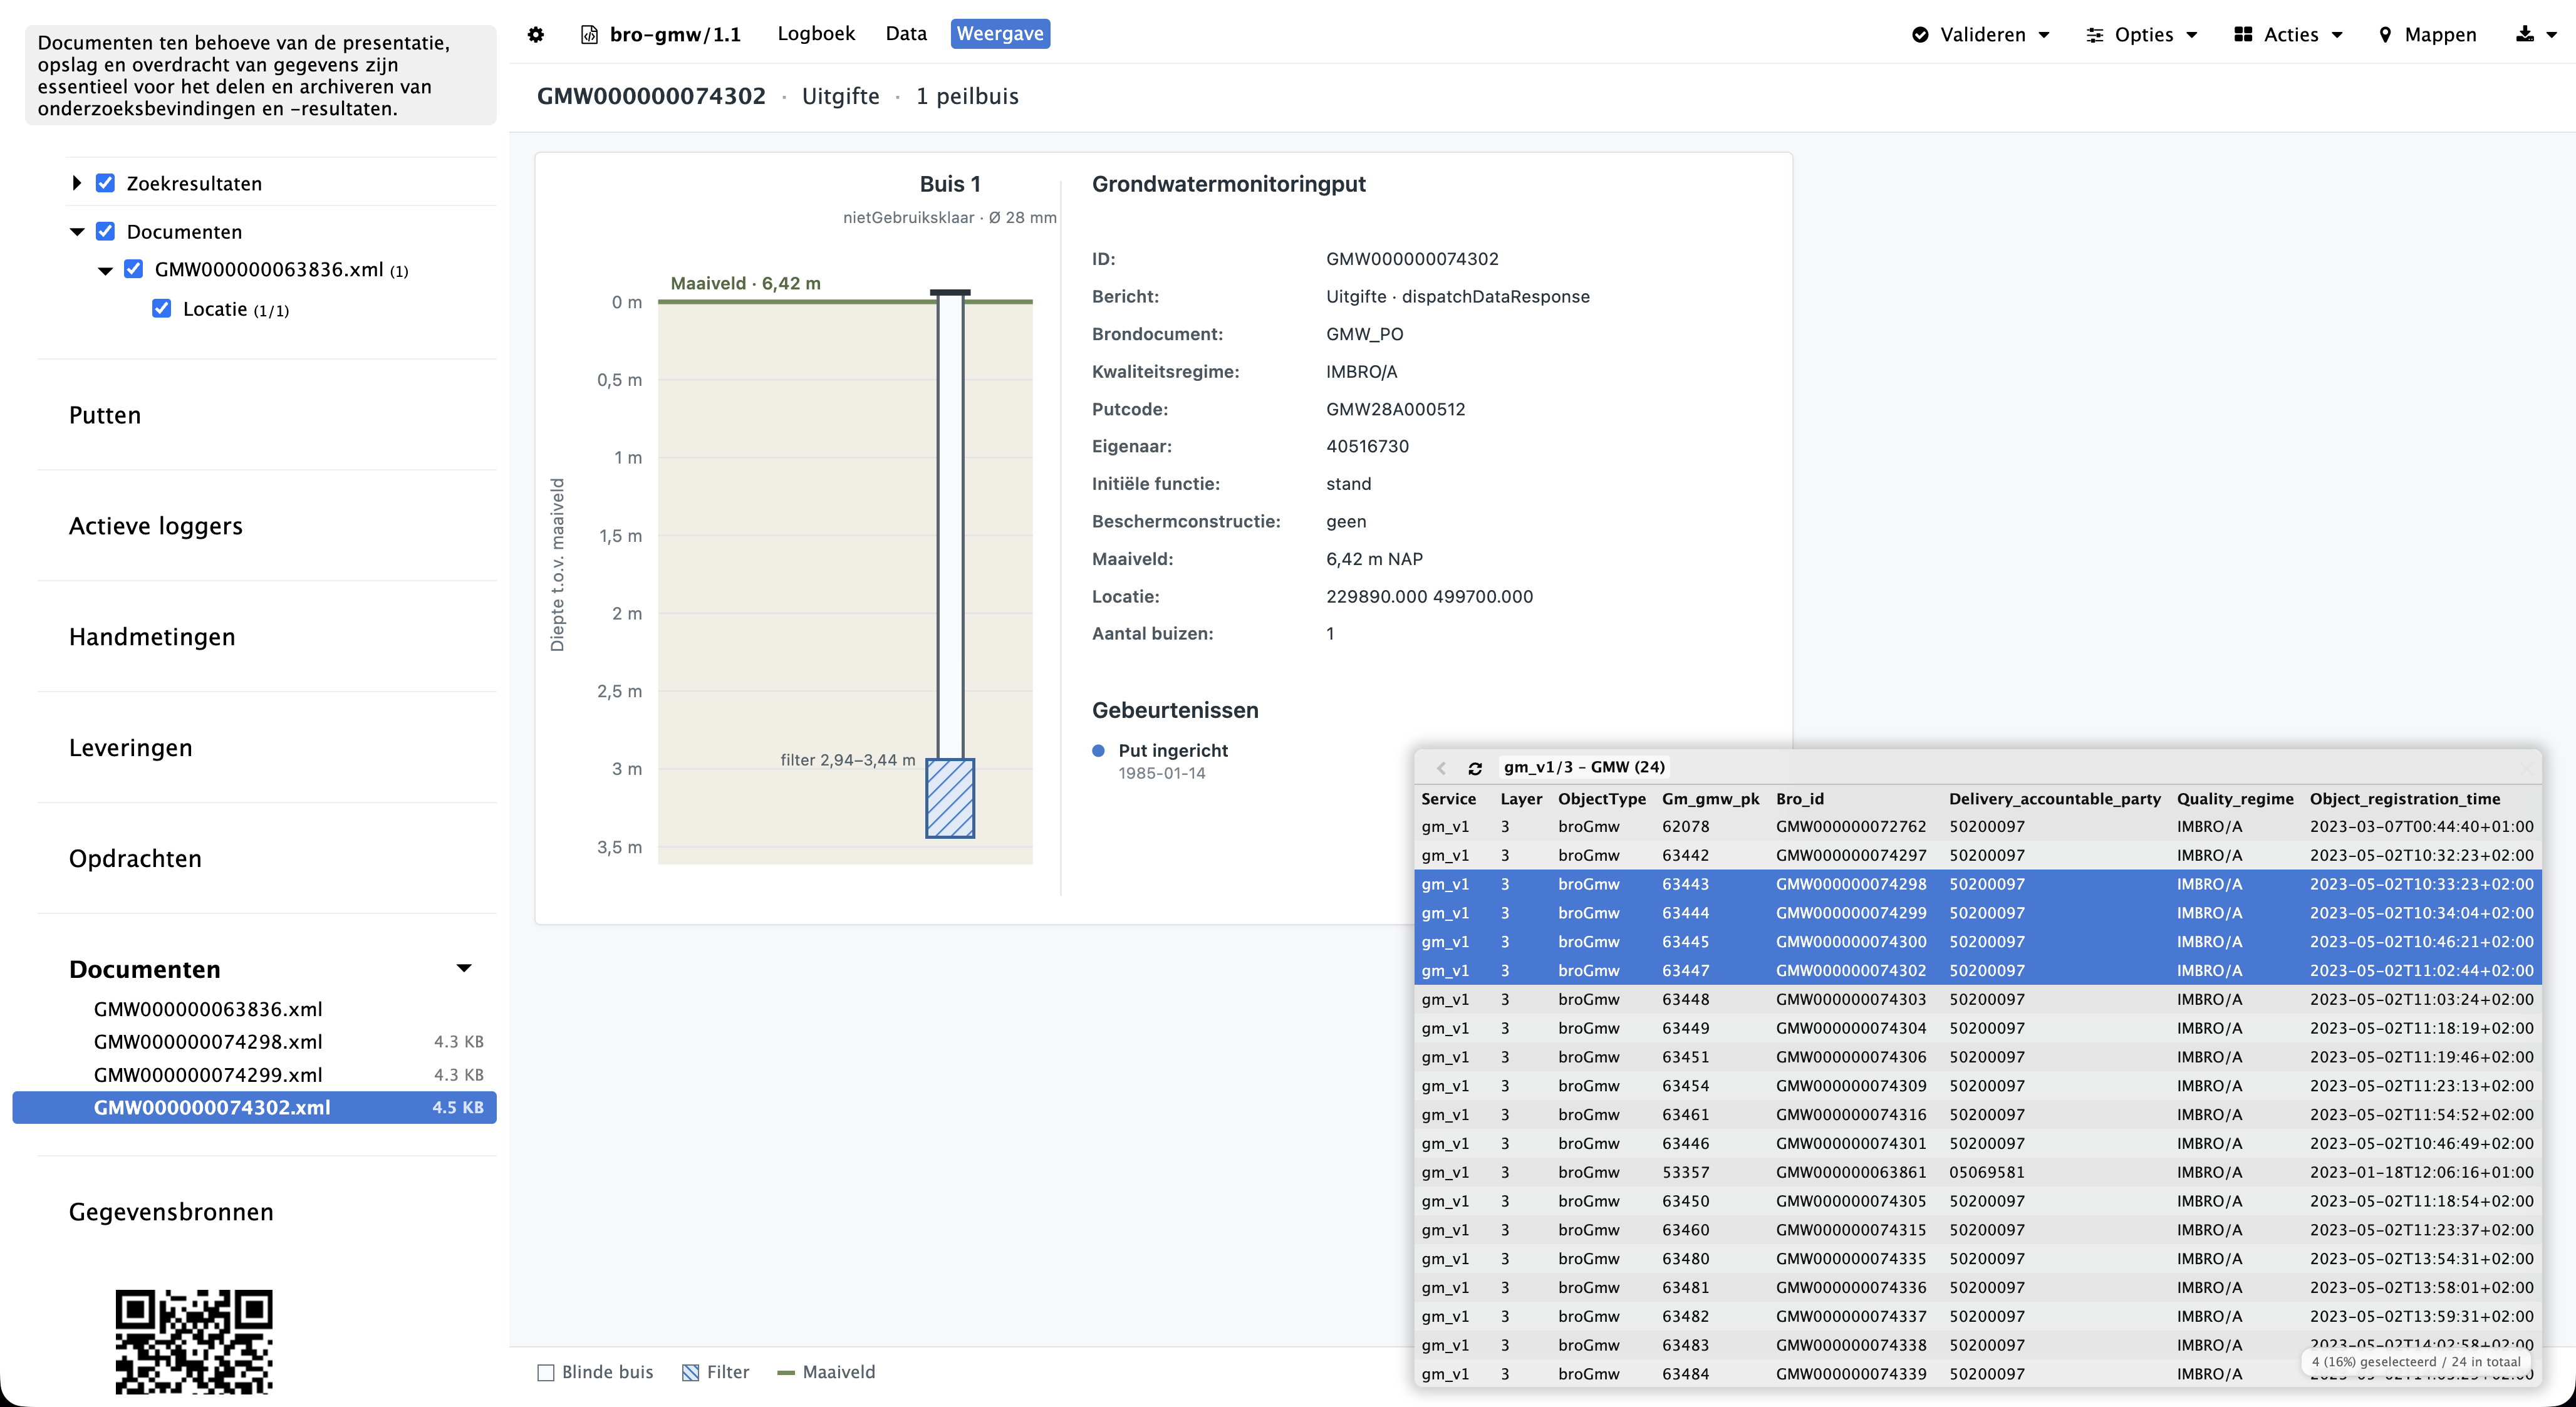 Documenten ten behoeve van de presentatie,
opslag en overdracht van gegevens zijn
essentieel voor het delen en archiveren van
onderzoeksbevindingen en -resultaten.
Zoekresultaten
Documenten
GMW000000063836.xml (1)
Locatie (1/1)
Putten
Actieve loggers
Handmetingen
Leveringen
Opdrachten
Documenten
GMW000000063836.xml
GMW000000074298.xml 4.3 KB
GMW000000074299.xml 4.3 KB
GMW000000074302.xml 4.5 KB
Gegevensbronnen
bro-gmw/1.1 Logboek Data Weergave Valideren Opties Acties Mappen
GMW000000074302 · Uitgifte · 1 peilbuis
Buis 1
nietGebruiksklaar · Ø 28 mm
Maaiveld · 6,42 m
0 m
0,5 m
1 m
1,5 m
2 m
2,5 m
3 m
3,5 m
Diepte t.o.v. maaiveld
filter 2,94–3,44 m
Grondwatermonitoringput
ID: GMW000000074302
Bericht: Uitgifte · dispatchDataResponse
Brondocument: GMW_PO
Kwaliteitsregime: IMBRO/A
Putcode: GMW28A000512
Eigenaar: 40516730
Initiële functie: stand
Beschermconstructie: geen
Maaiveld: 6,42 m NAP
Locatie: 229890.000 499700.000
Aantal buizen: 1
Gebeurtenissen
Put ingericht
1985-01-14
Blinde buis Filter Maaiveld
gm_v1/3 – GMW (24)
Service Layer ObjectType Gm_gmw_pk Bro_id Delivery_accountable_party Quality_regime Object_registration_time
gm_v1 3 broGmw 62078 GMW000000072762 50200097 IMBRO/A 2023-03-07T00:44:40+01:00
gm_v1 3 broGmw 63442 GMW000000074297 50200097 IMBRO/A 2023-05-02T10:32:23+02:00
gm_v1 3 broGmw 63443 GMW000000074298 50200097 IMBRO/A 2023-05-02T10:33:23+02:00
gm_v1 3 broGmw 63444 GMW000000074299 50200097 IMBRO/A 2023-05-02T10:34:04+02:00
gm_v1 3 broGmw 63445 GMW000000074300 50200097 IMBRO/A 2023-05-02T10:46:21+02:00
gm_v1 3 broGmw 63447 GMW000000074302 50200097 IMBRO/A 2023-05-02T11:02:44+02:00
gm_v1 3 broGmw 63448 GMW000000074303 50200097 IMBRO/A 2023-05-02T11:03:24+02:00
gm_v1 3 broGmw 63449 GMW000000074304 50200097 IMBRO/A 2023-05-02T11:18:19+02:00
gm_v1 3 broGmw 63451 GMW000000074306 50200097 IMBRO/A 2023-05-02T11:19:46+02:00
gm_v1 3 broGmw 63454 GMW000000074309 50200097 IMBRO/A 2023-05-02T11:23:13+02:00
gm_v1 3 broGmw 63461 GMW000000074316 50200097 IMBRO/A 2023-05-02T11:54:52+02:00
gm_v1 3 broGmw 63446 GMW000000074301 50200097 IMBRO/A 2023-05-02T10:46:49+02:00
gm_v1 3 broGmw 53357 GMW000000063861 05069581 IMBRO/A 2023-01-18T12:06:16+01:00
gm_v1 3 broGmw 63450 GMW000000074305 50200097 IMBRO/A 2023-05-02T11:18:54+02:00
gm_v1 3 broGmw 63460 GMW000000074315 50200097 IMBRO/A 2023-05-02T11:23:37+02:00
gm_v1 3 broGmw 63480 GMW000000074335 50200097 IMBRO/A 2023-05-02T13:54:31+02:00
gm_v1 3 broGmw 63481 GMW000000074336 50200097 IMBRO/A 2023-05-02T13:58:01+02:00
gm_v1 3 broGmw 63482 GMW000000074337 50200097 IMBRO/A 2023-05-02T13:59:31+02:00
gm_v1 3 broGmw 63483 GMW000000074338 50200097 IMBRO/A 2023-05-02T14:02:58+02:00
gm_v1 3 broGmw 63484 GMW000000074339 50200097 IMBRO/A
4 (16%) geselecteerd / 24 in totaal